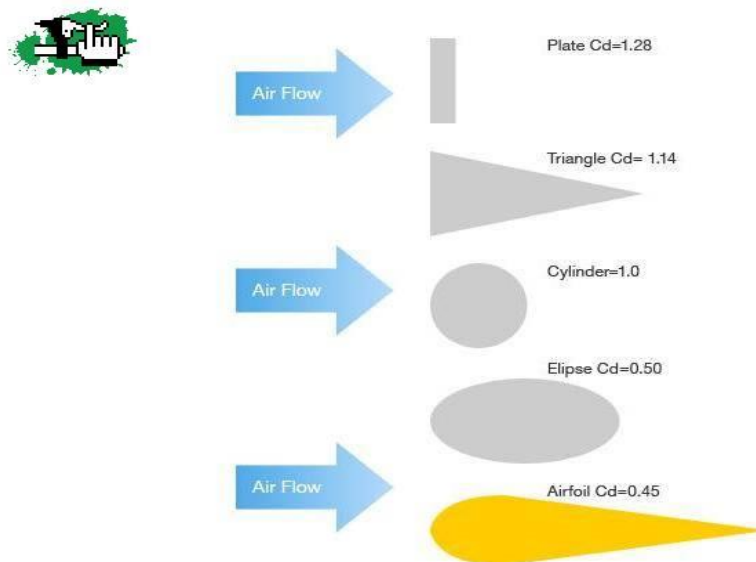 Plate Cd=1.28
Air Flow
Triangle Cd= 1.14
Cylinder=1.0
Air Flow
Elipse Cd=0.50
Air Flow
Airfoil Cd=0.45